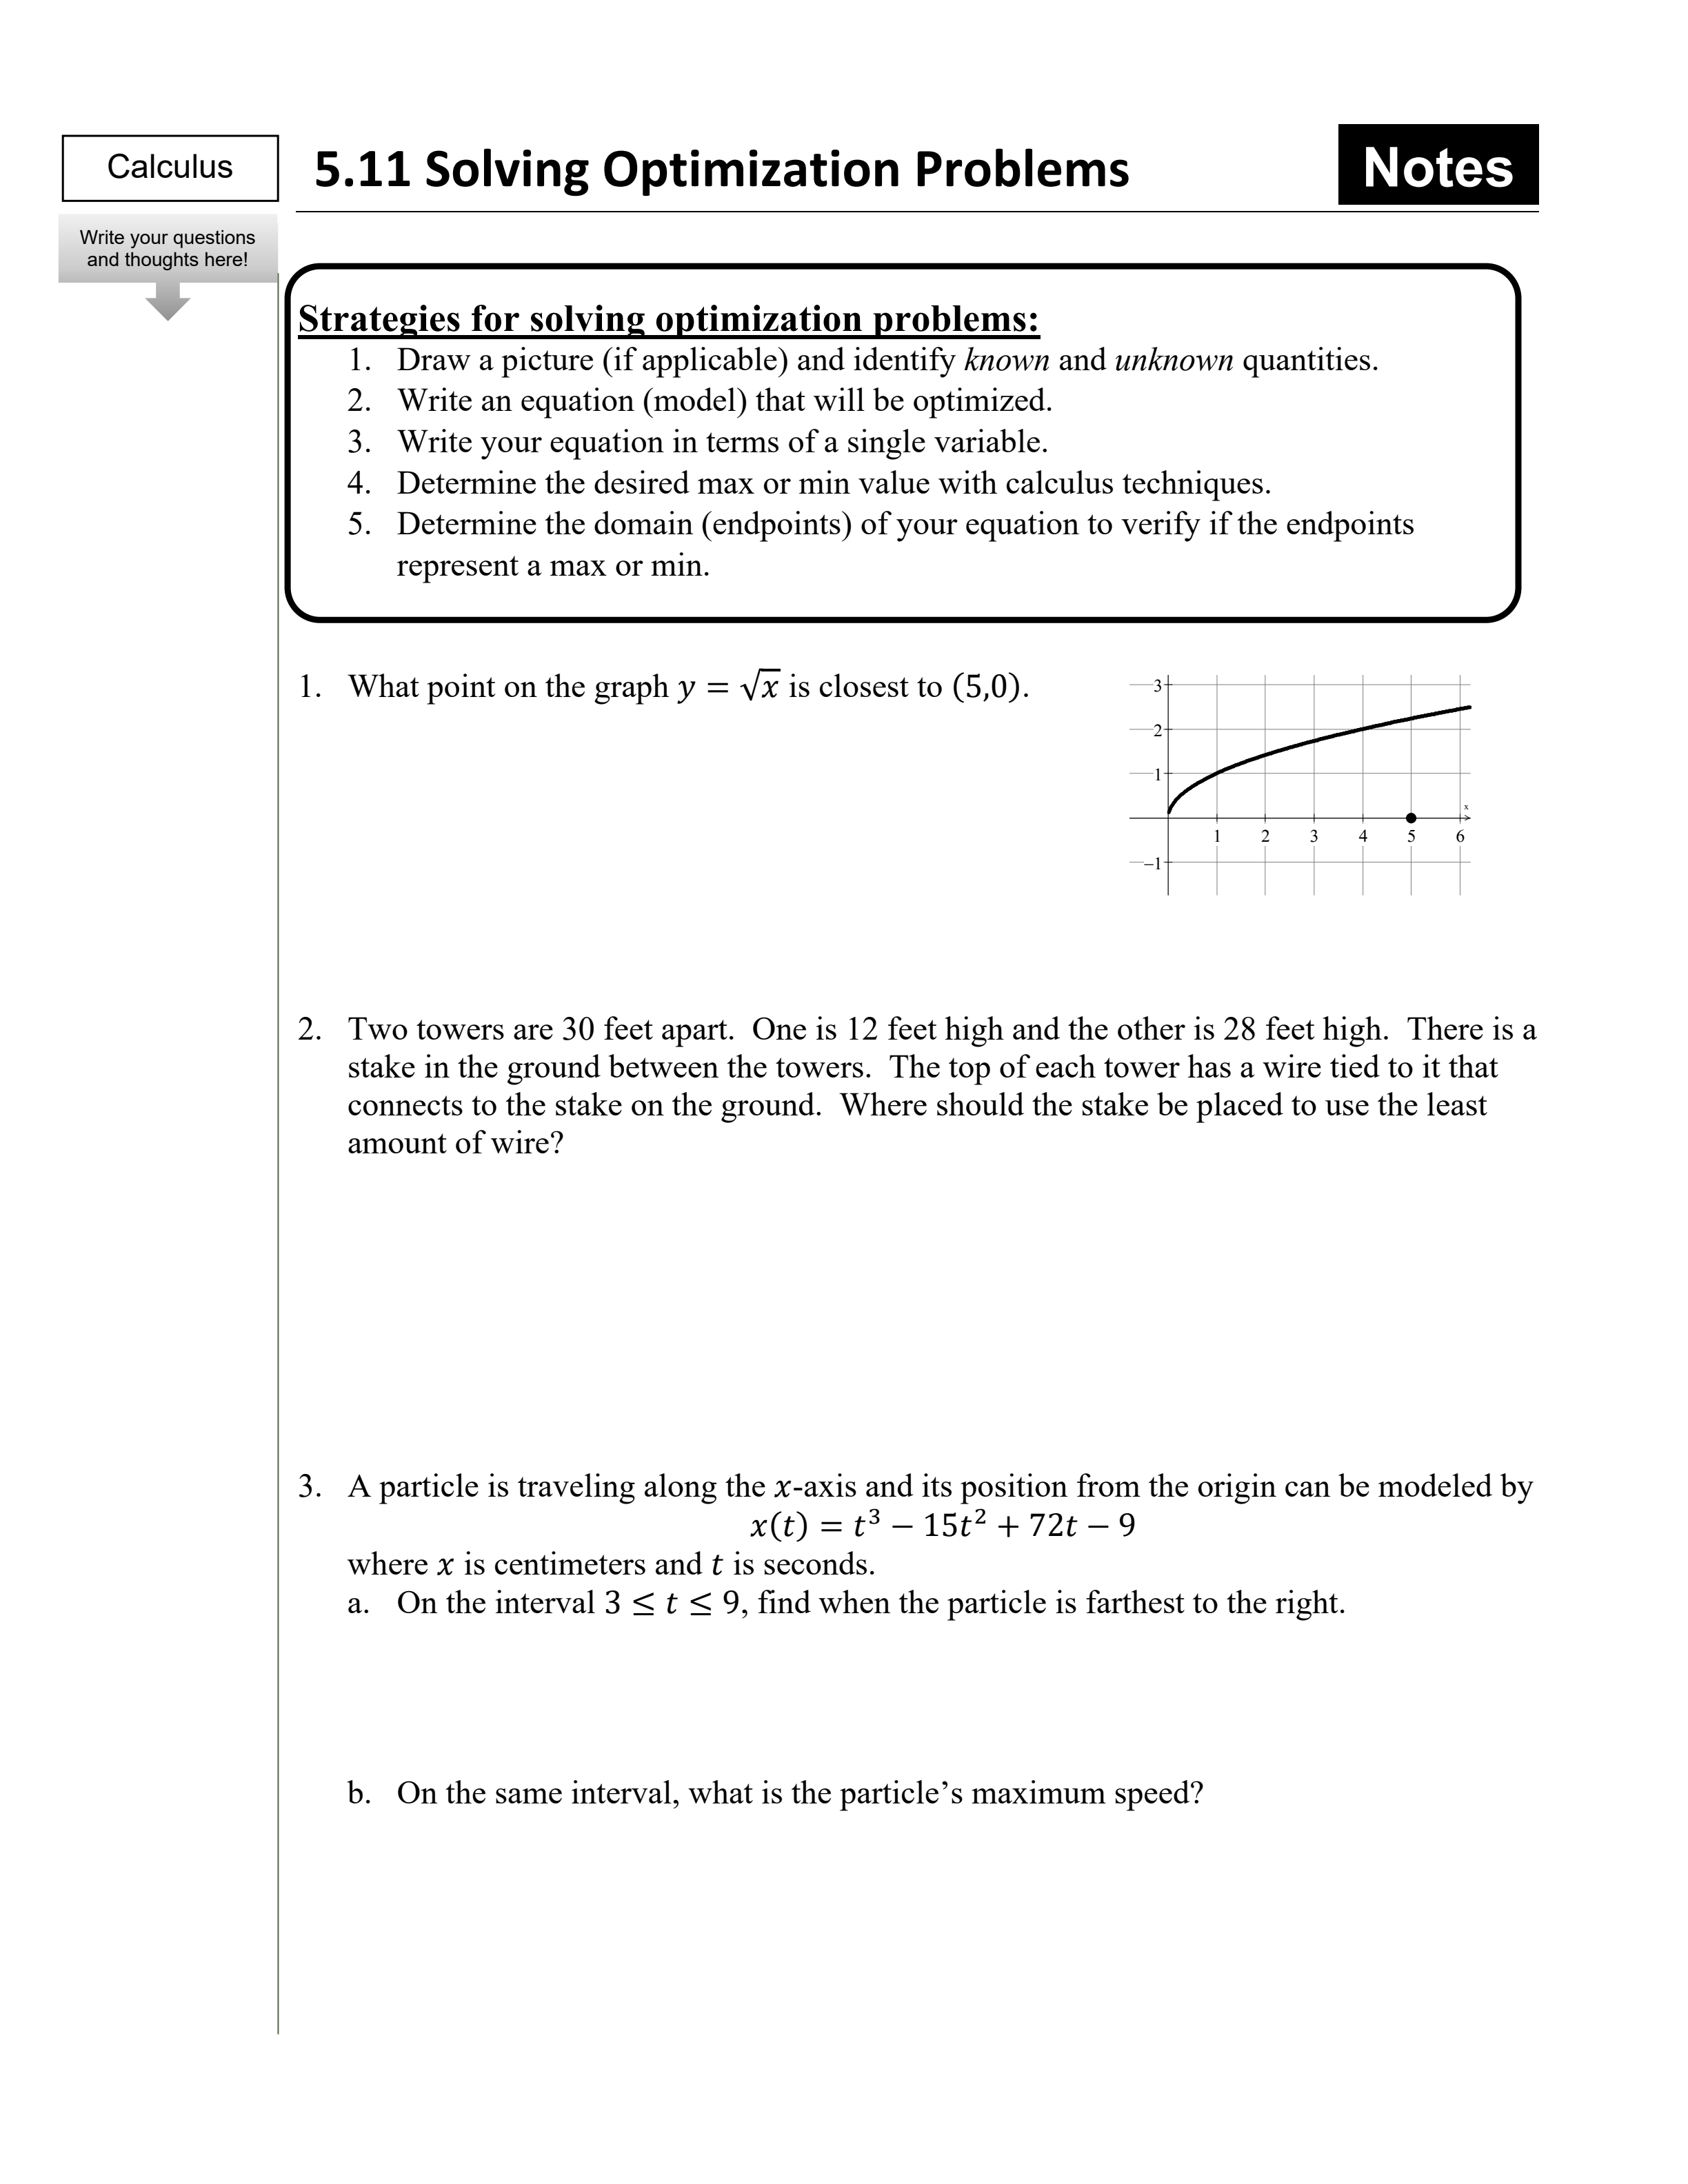 Calculus
5.11 Solving Optimization Problems
Notes
Write your questions
and thoughts here!
Strategies for solving optimization problems:
1. Draw a picture (if applicable) and identify known and unknown quantities.
2. Write an equation (model) that will be optimized.
3. Write your equation in terms of a single variable.
4. Determine the desired max or min value with calculus techniques.
5. Determine the domain (endpoints) of your equation to verify if the endpoints
represent a max or min.
1. What point on the graph y = √x is closest to (5,0).
3
2
1
x
1 2 3 4 5 6
−1
2. Two towers are 30 feet apart. One is 12 feet high and the other is 28 feet high. There is a
stake in the ground between the towers. The top of each tower has a wire tied to it that
connects to the stake on the ground. Where should the stake be placed to use the least
amount of wire?
3. A particle is traveling along the x-axis and its position from the origin can be modeled by
x(t) = t³ − 15t² + 72t − 9
where x is centimeters and t is seconds.
a. On the interval 3 ≤ t ≤ 9, find when the particle is farthest to the right.
b. On the same interval, what is the particle’s maximum speed?